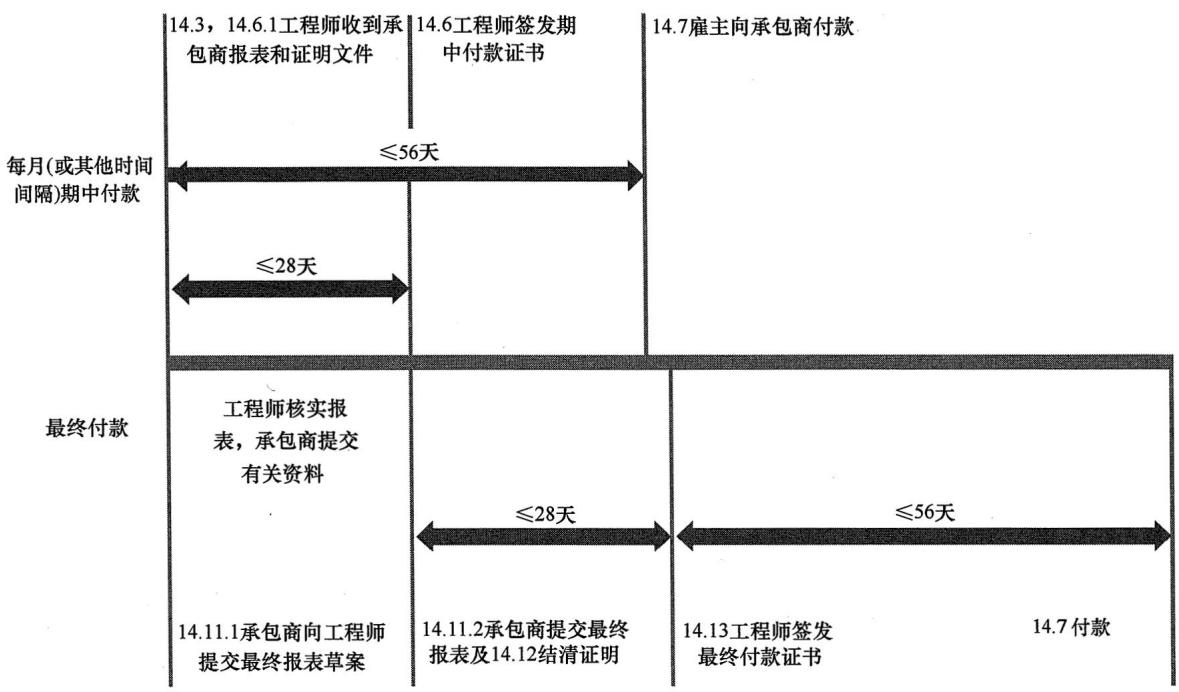 14.3，14.6.1工程师收到承
包商报表和证明文件
14.6工程师签发期
中付款证书
14.7雇主向承包商付款
每月(或其他时间
间隔)期中付款
≤56天
≤28天
最终付款
工程师核实报
表，承包商提交
有关资料
≤28天
≤56天
14.11.1承包商向工程师
提交最终报表草案
14.11.2承包商提交最终
报表及14.12结清证明
14.13工程师签发
最终付款证书
14.7 付款